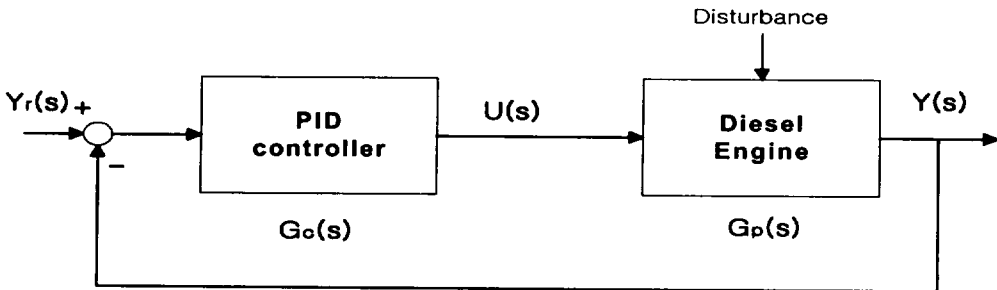 Disturbance
Yr(s) +
PID
controller
U(s)
Diesel
Engine
Y(s)
−
Gc(s)
Gp(s)